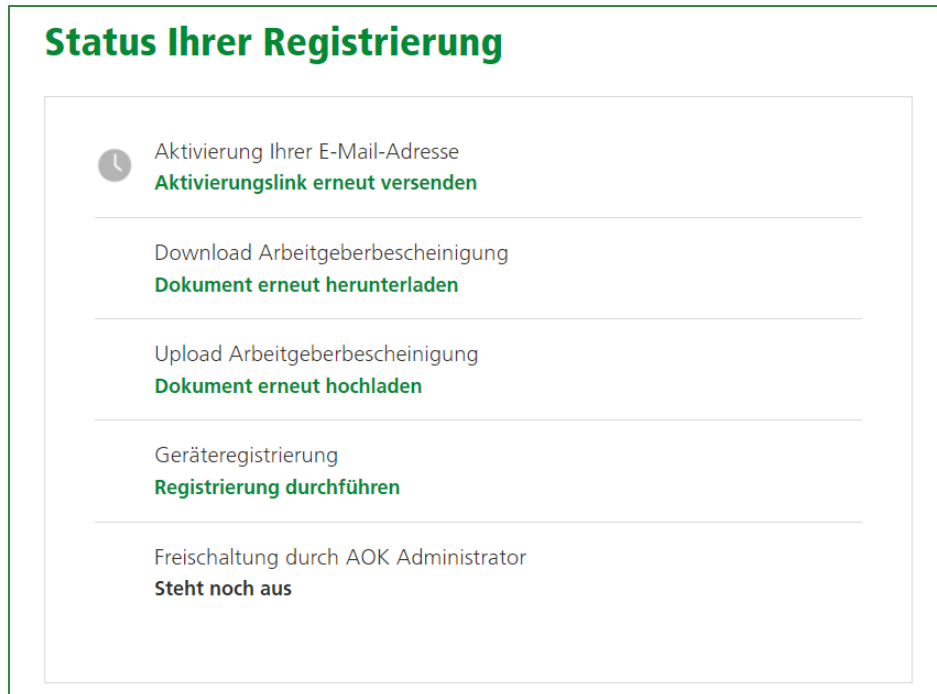 Status Ihrer Registrierung
Aktivierung Ihrer E-Mail-Adresse
Aktivierungslink erneut versenden
Download Arbeitgeberbescheinigung
Dokument erneut herunterladen
Upload Arbeitgeberbescheinigung
Dokument erneut hochladen
Geräteregistrierung
Registrierung durchführen
Freischaltung durch AOK Administrator
Steht noch aus